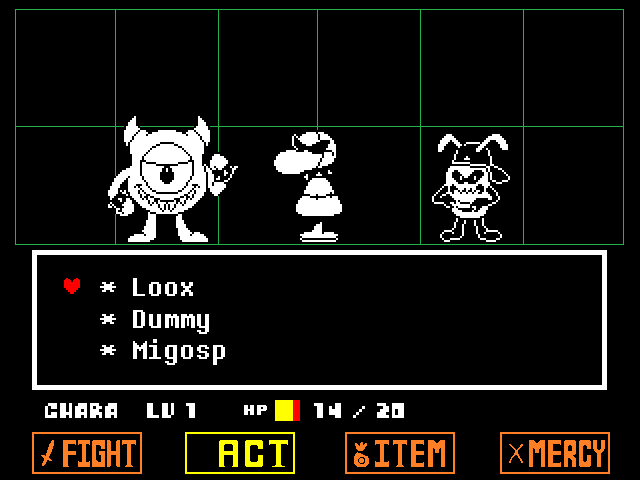 * Loox
* Dummy
* Migosp
CHARA LV 1 HP 14 / 20
FIGHT ACT ITEM MERCY